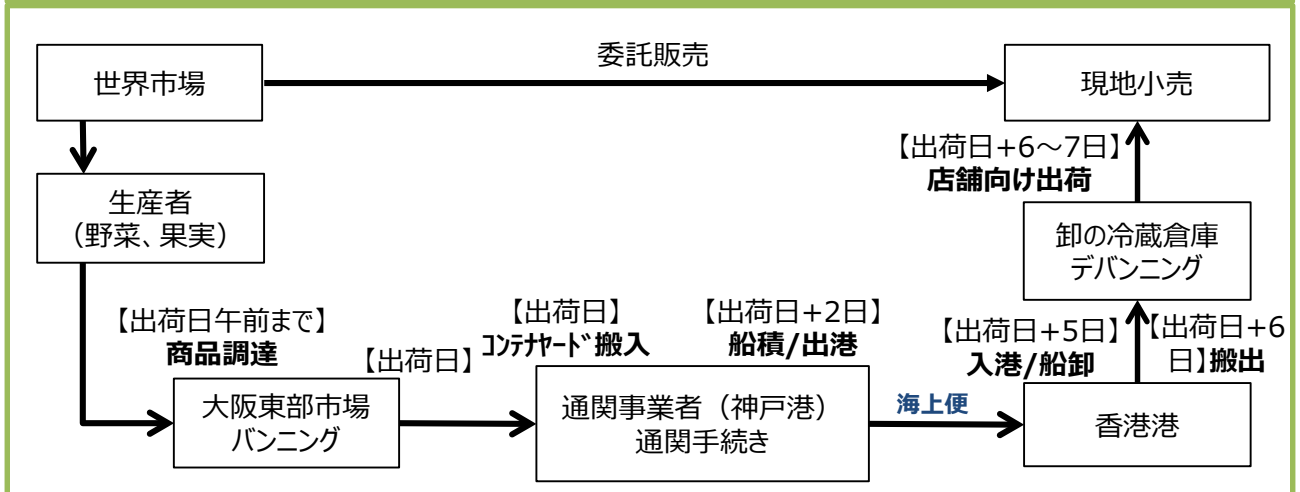 世界市場
委託販売
現地小売
生産者
（野菜、果実）
【出荷日午前まで】
商品調達
大阪東部市場
バンニング
【出荷日】
【出荷日】
ｺﾝﾃﾅﾔｰﾄﾞ搬入
【出荷日+2日】
船積/出港
通関事業者（神戸港）
通関手続き
海上便
香港港
【出荷日+5日】
入港/船卸
【出荷日+6
日】搬出
卸の冷蔵倉庫
デバンニング
【出荷日+6～7日】
店舗向け出荷